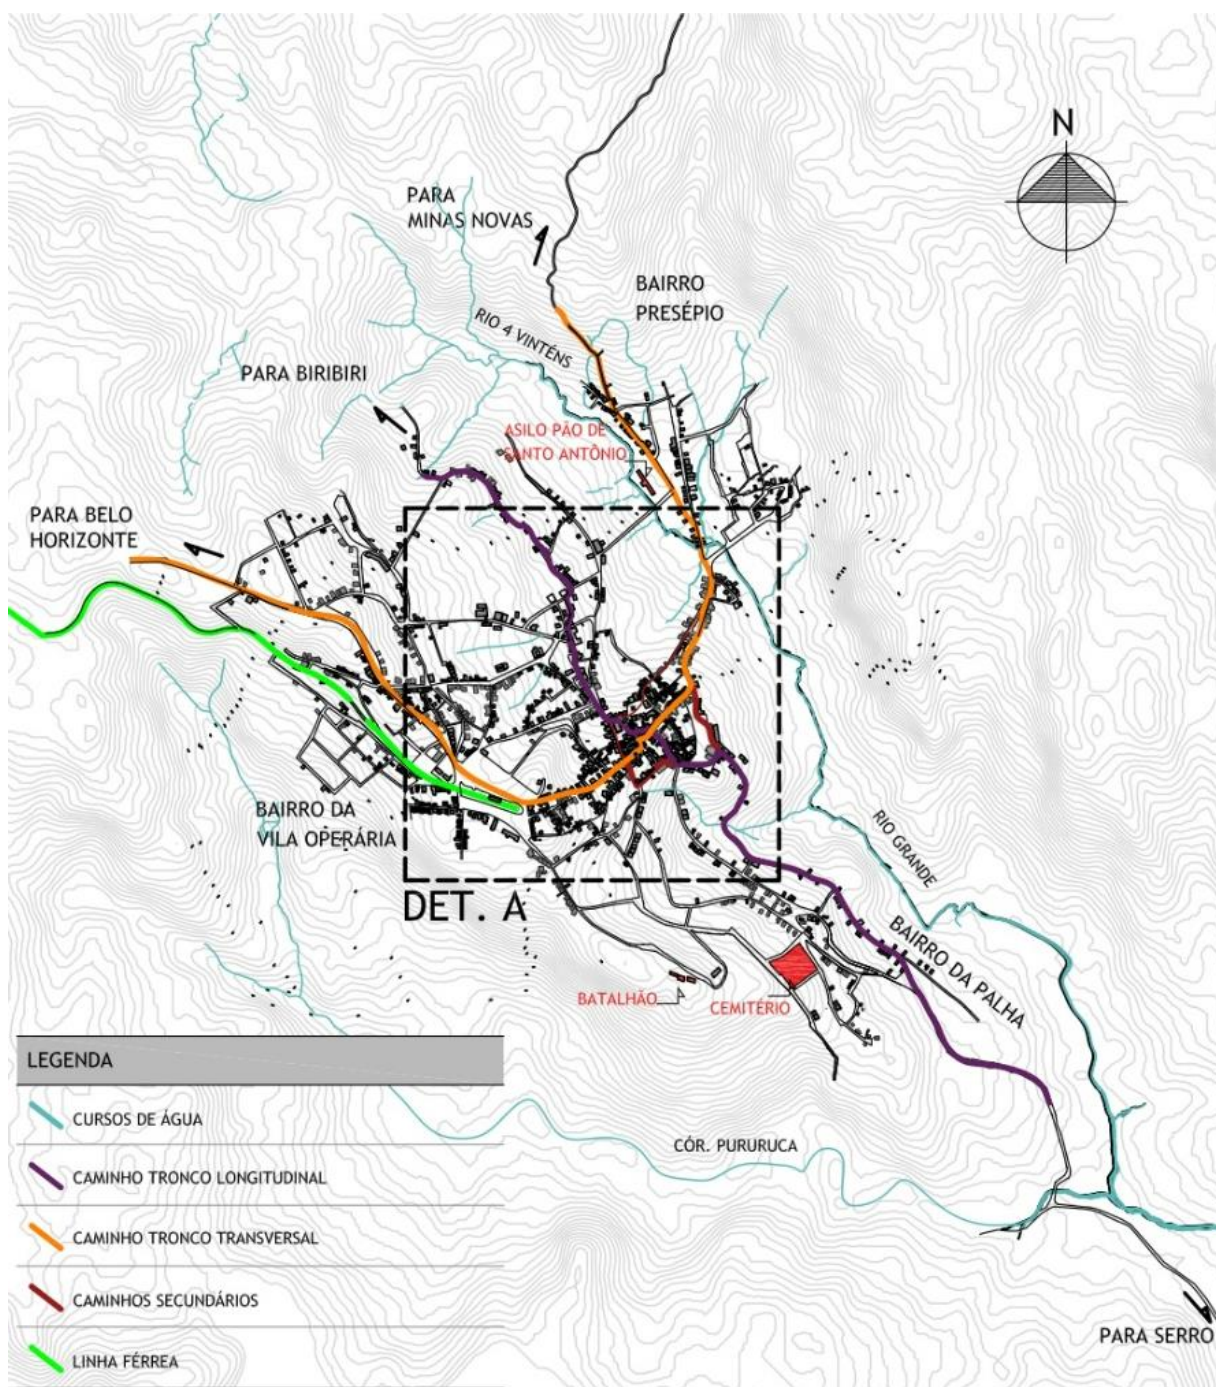 N
PARA
MINAS NOVAS
BAIRRO
PRESÉPIO
RIO 4 VINTÉNS
PARA BIRIBIRI
ASILO PÃO DE
SANTO ANTÔNIO
PARA BELO
HORIZONTE
BAIRRO DA
VILA OPERÁRIA
RIO GRANDE
DET. A
BAIRRO DA PALHA
BATALHÃO
CEMITÉRIO
LEGENDA
CURSOS DE ÁGUA
CAMINHO TRONCO LONGITUDINAL
CAMINHO TRONCO TRANSVERSAL
CAMINHOS SECUNDÁRIOS
LINHA FÉRREA
CÓR. PURURUCA
PARA SERRO